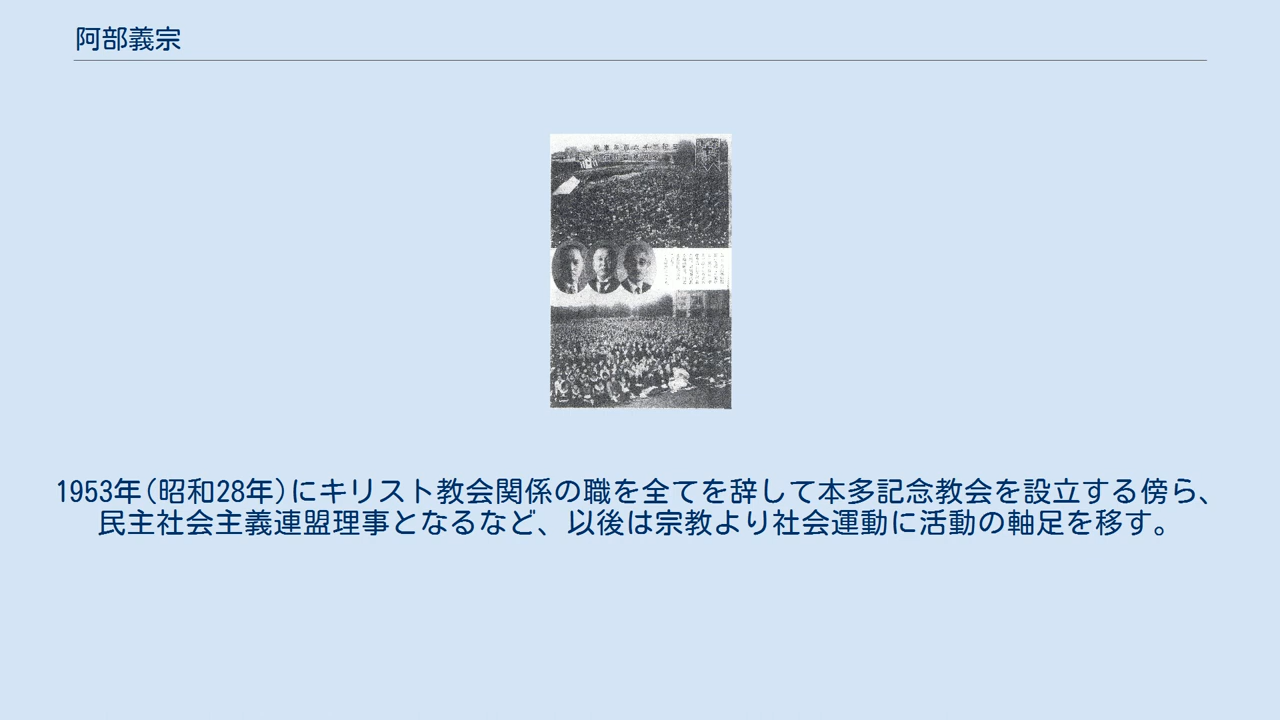 阿部義宗
1953年(昭和28年)にキリスト教会関係の職を全てを辞して本多記念教会を設立する傍ら、
民主社会主義連盟理事となるなど、以後は宗教より社会運動に活動の軸足を移す。